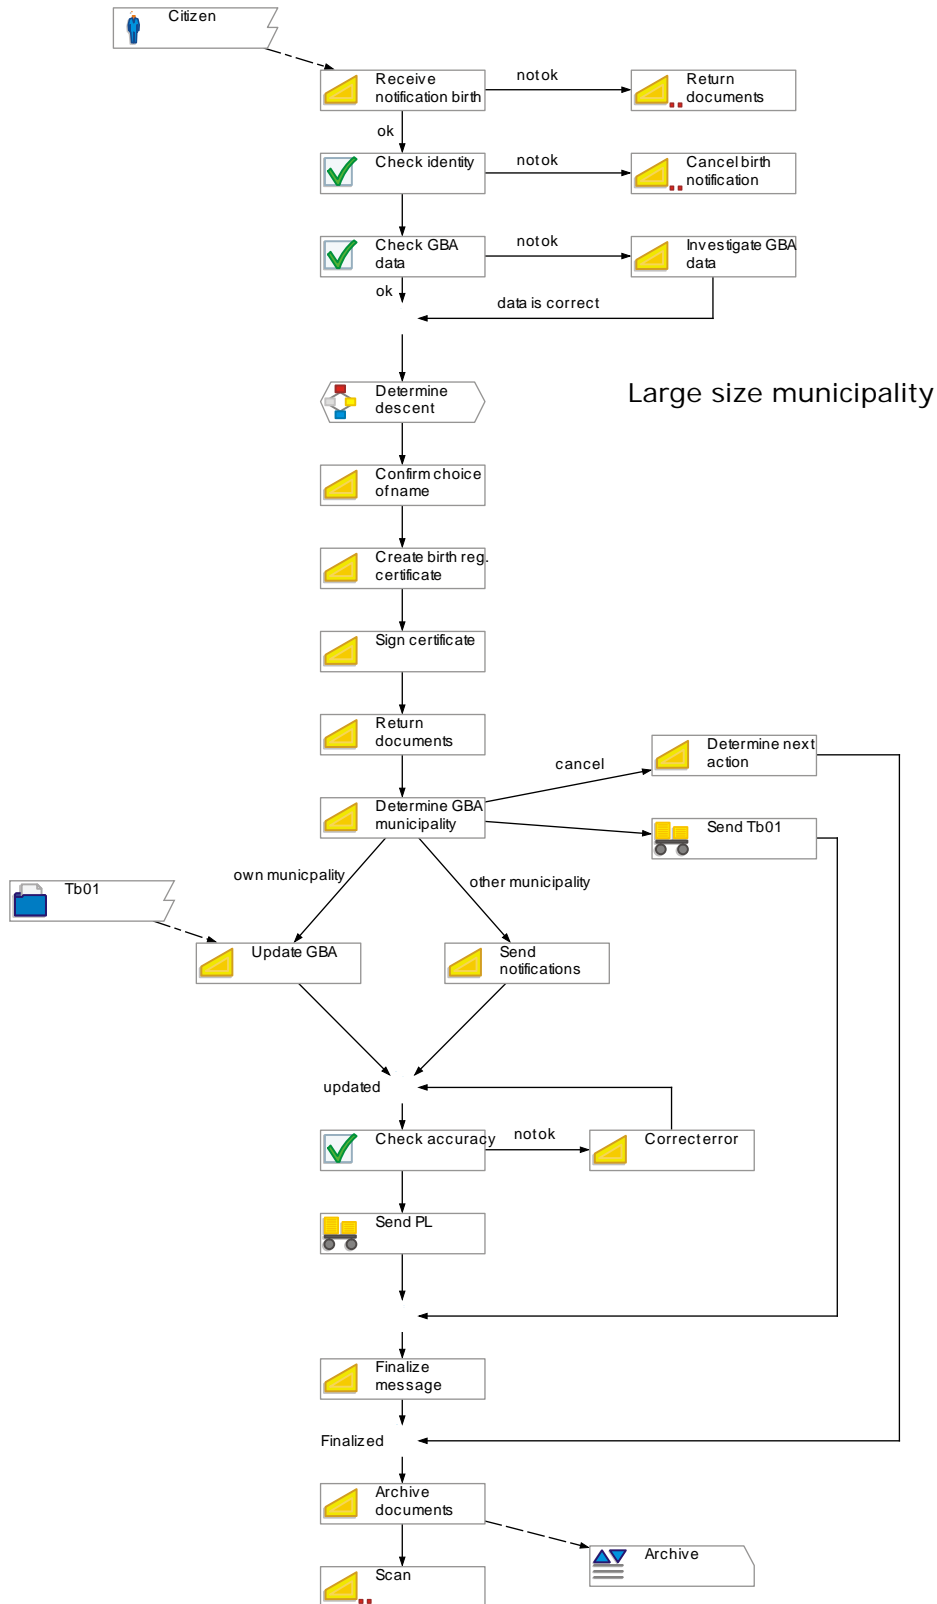 Citizen
Receive
notification birth
not ok
Return
documents
ok
Check identity
not ok
Cancel birth
notification
Check GBA
data
not ok
Investigate GBA
data
ok
data is correct
Determine
descent
Large size municipality
Confirm choice
of name
Create birth reg.
certificate
Sign certificate
Return
documents
cancel
Determine next
action
Determine GBA
municipality
Send Tb01
own municpality
other municipality
Tb01
Update GBA
Send
notifications
updated
Check accuracy
not ok
Correct error
Send PL
Finalize
message
Finalized
Archive
documents
Archive
Scan